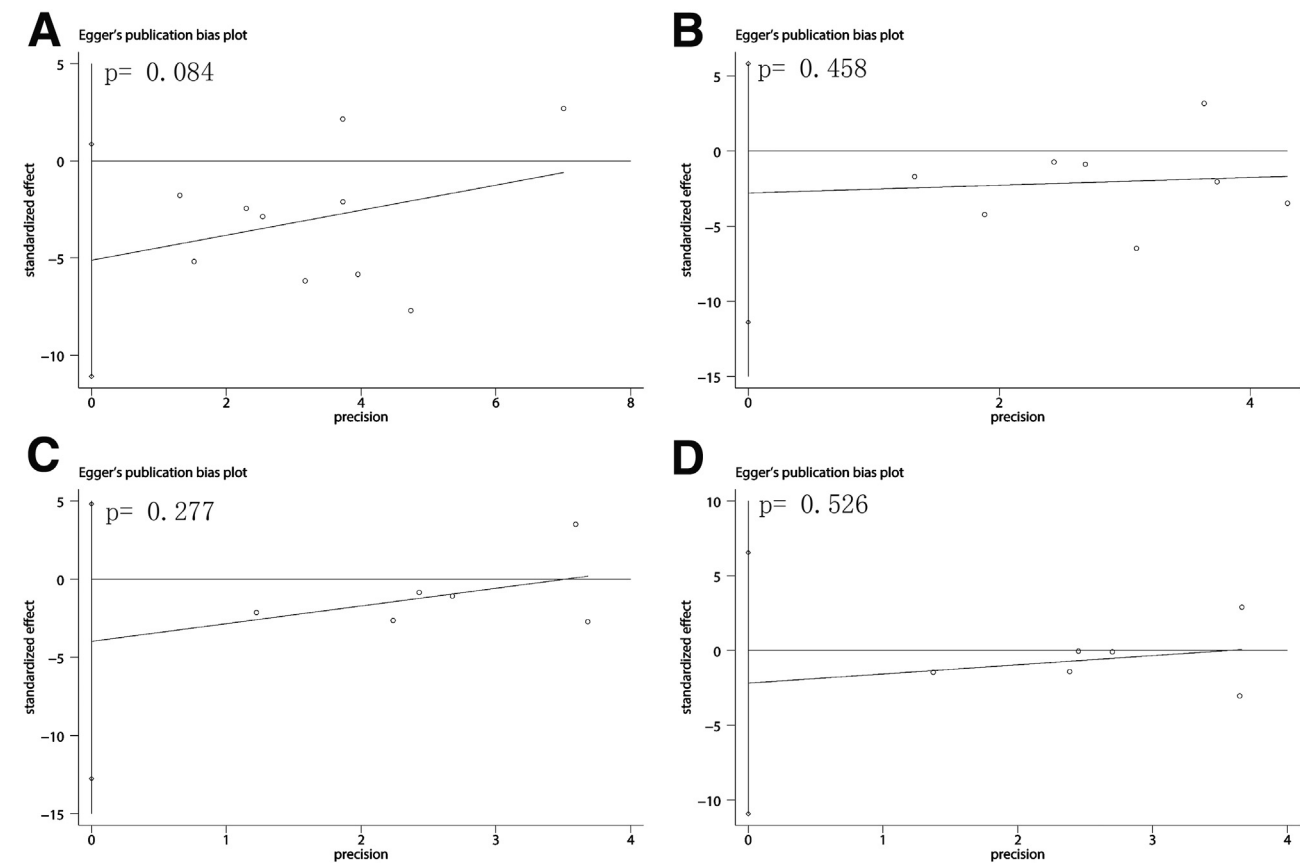 A
Egger's publication bias plot
p= 0.084
5
0
−5
−10
standardized effect
0 2 4 6 8
precision
B
Egger's publication bias plot
p= 0.458
5
0
−5
−10
−15
standardized effect
0 2 4
precision
C
Egger's publication bias plot
p= 0.277
5
0
−5
−10
−15
standardized effect
0 1 2 3 4
precision
D
Egger's publication bias plot
p= 0.526
10
5
0
−5
−10
standardized effect
0 1 2 3 4
precision